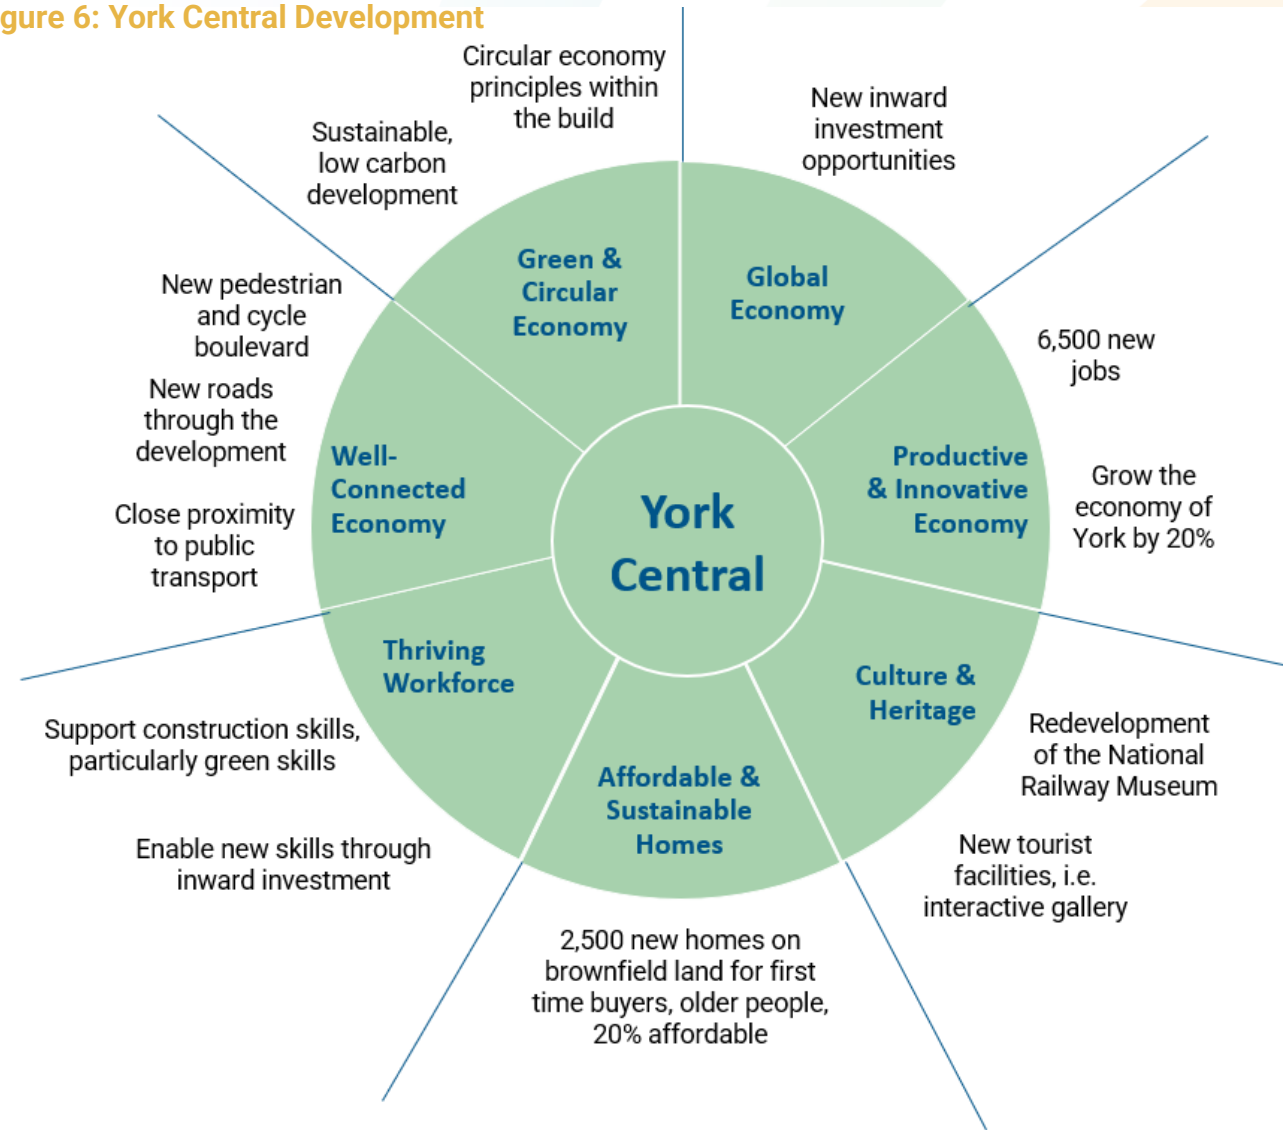 gure 6: York Central Development
Circular economy
principles within
the build
Sustainable,
low carbon
development
New inward
investment
opportunities
Green &
Circular
Economy
Global
Economy
New pedestrian
and cycle
boulevard
New roads
through the
development
Close proximity
to public
transport
Well-
Connected
Economy
6,500 new
jobs
Grow the
economy of
York by 20%
Productive
& Innovative
Economy
York
Central
Thriving
Workforce
Support construction skills,
particularly green skills
Enable new skills through
inward investment
Culture &
Heritage
Redevelopment
of the National
Railway Museum
New tourist
facilities, i.e.
interactive gallery
Affordable &
Sustainable
Homes
2,500 new homes on
brownfield land for first
time buyers, older people,
20% affordable